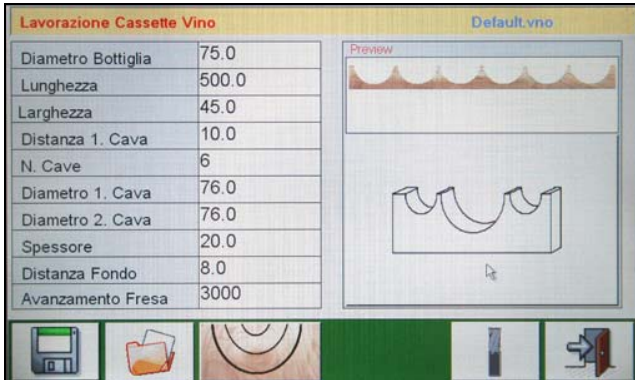 Lavorazione Cassette Vino Default.vno
Diametro Bottiglia 75.0
Lunghezza 500.0
Larghezza 45.0
Distanza 1. Cava 10.0
N. Cave 6
Diametro 1. Cava 76.0
Diametro 2. Cava 76.0
Spessore 20.0
Distanza Fondo 8.0
Avanzamento Fresa 3000
Preview